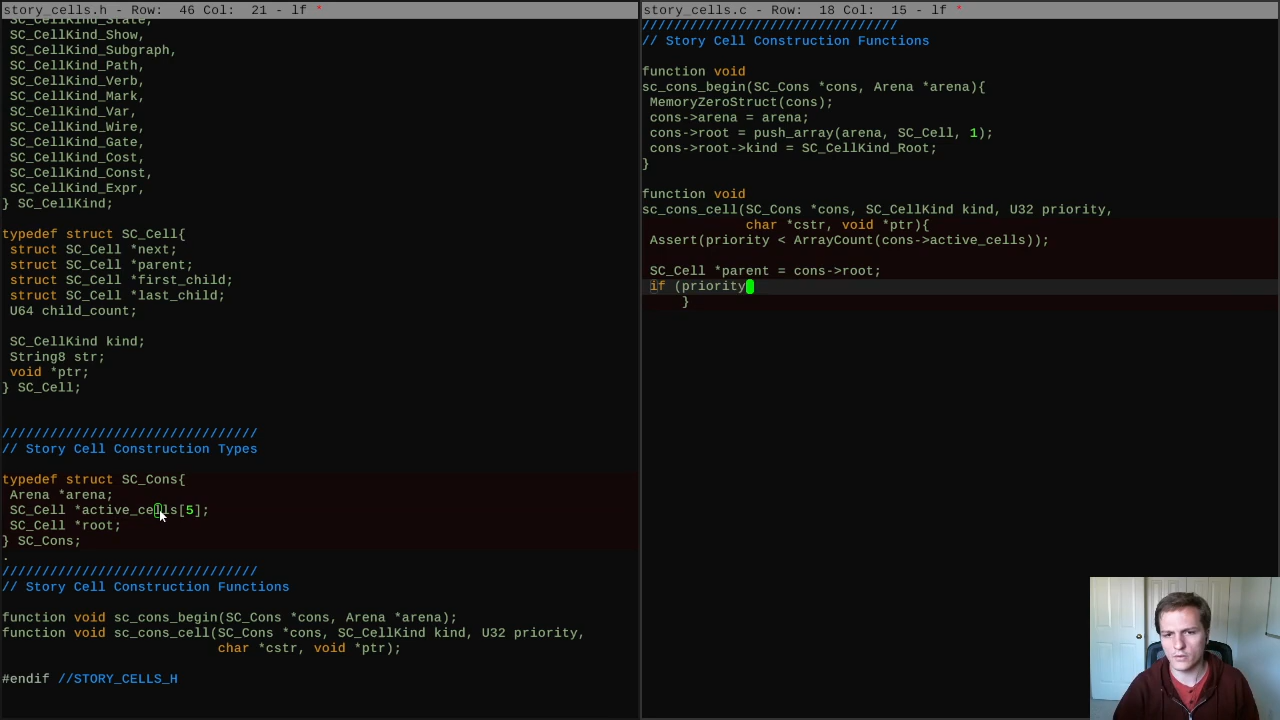 story_cells.h - Row:  46 Col:  21 - lf *
SC_CellKind_State,
SC_CellKind_Show,
SC_CellKind_Subgraph,
SC_CellKind_Path,
SC_CellKind_Verb,
SC_CellKind_Mark,
SC_CellKind_Var,
SC_CellKind_Wire,
SC_CellKind_Gate,
SC_CellKind_Cost,
SC_CellKind_Const,
SC_CellKind_Expr,
} SC_CellKind;
typedef struct SC_Cell{
struct SC_Cell *next;
struct SC_Cell *parent;
struct SC_Cell *first_child;
struct SC_Cell *last_child;
U64 child_count;
SC_CellKind kind;
String8 str;
void *ptr;
} SC_Cell;
////////////////////////////////
// Story Cell Construction Types
typedef struct SC_Cons{
Arena *arena;
SC_Cell *active_cells[5];
SC_Cell *root;
} SC_Cons;
.
////////////////////////////////
// Story Cell Construction Functions
function void sc_cons_begin(SC_Cons *cons, Arena *arena);
function void sc_cons_cell(SC_Cons *cons, SC_CellKind kind, U32 priority,
char *cstr, void *ptr);
#endif //STORY_CELLS_H
story_cells.c - Row:  18 Col:  15 - lf *
////////////////////////////////
// Story Cell Construction Functions
function void
sc_cons_begin(SC_Cons *cons, Arena *arena){
MemoryZeroStruct(cons);
cons->arena = arena;
cons->root = push_array(arena, SC_Cell, 1);
cons->root->kind = SC_CellKind_Root;
}
function void
sc_cons_cell(SC_Cons *cons, SC_CellKind kind, U32 priority,
char *cstr, void *ptr){
Assert(priority < ArrayCount(cons->active_cells));
SC_Cell *parent = cons->root;
if (priority
}